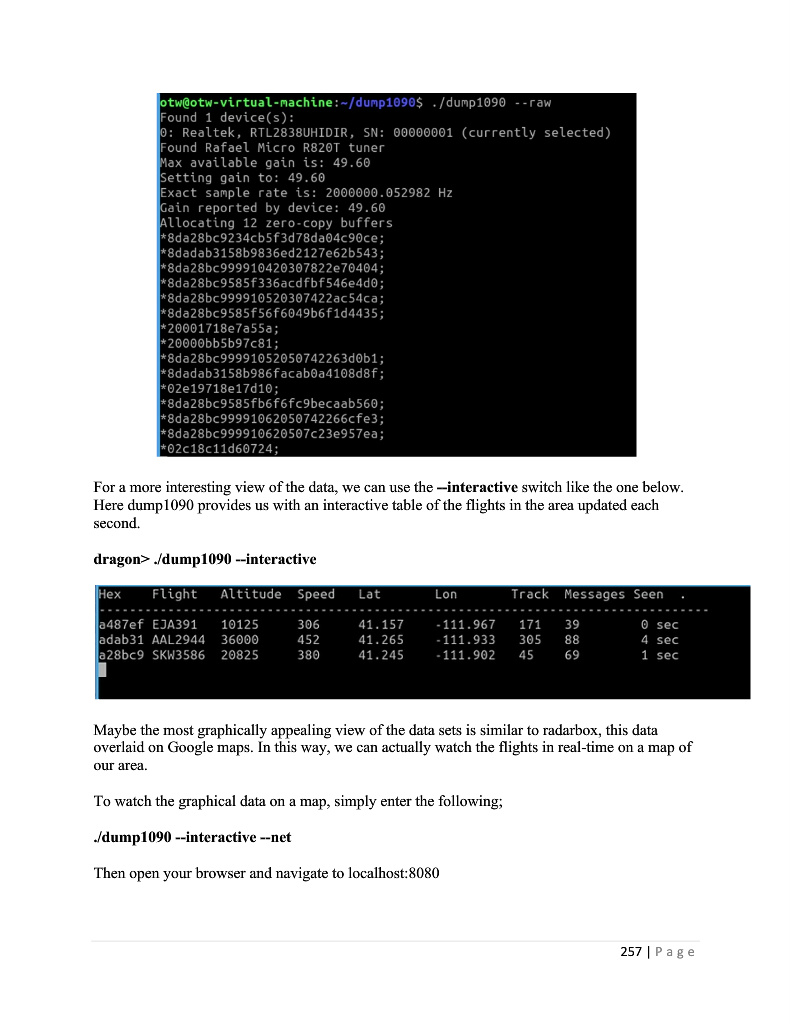 otw@otw-virtual-machine:~/dump1090$ ./dump1090 --raw
Found 1 device(s):
0: Realtek, RTL2838UHIDIR, SN: 00000001 (currently selected)
Found Rafael Micro R820T tuner
Max available gain is: 49.60
Setting gain to: 49.60
Exact sample rate is: 2000000.052982 Hz
Gain reported by device: 49.60
Allocating 12 zero-copy buffers
*8da28bc9234cb5f3d78da04c90ce;
*8dadab3158b9836ed2127e62b543;
*8da28bc999910420307822e70404;
*8da28bc9585f336acdfbf546e4d0;
*8da28bc999910520307422ac54ca;
*8da28bc9585f56f6049b6f1d4435;
*20001718e7a55a;
*20000bb5b97c81;
*8da28bc99991052050742263d0b1;
*8dadab3158b986facab0a4108d8f;
*02e19718e17d10;
*8da28bc9585fb6f6fc9becaab560;
*8da28bc99991062050742266cfe3;
*8da28bc999910620507c23e957ea;
*02c18c11d60724;
For a more interesting view of the data, we can use the --interactive switch like the one below.
Here dump1090 provides us with an interactive table of the flights in the area updated each
second.
dragon> ./dump1090 --interactive
Hex Flight Altitude Speed Lat Lon Track Messages Seen .
--------------------------------------------------------------------------------
a487ef EJA391 10125 306 41.157 -111.967 171 39 0 sec
adab31 AAL2944 36000 452 41.265 -111.933 305 88 4 sec
a28bc9 SKW3586 20825 380 41.245 -111.902 45 69 1 sec
Maybe the most graphically appealing view of the data sets is similar to radarbox, this data
overlaid on Google maps. In this way, we can actually watch the flights in real-time on a map of
our area.
To watch the graphical data on a map, simply enter the following;
./dump1090 --interactive --net
Then open your browser and navigate to localhost:8080
257 | Page